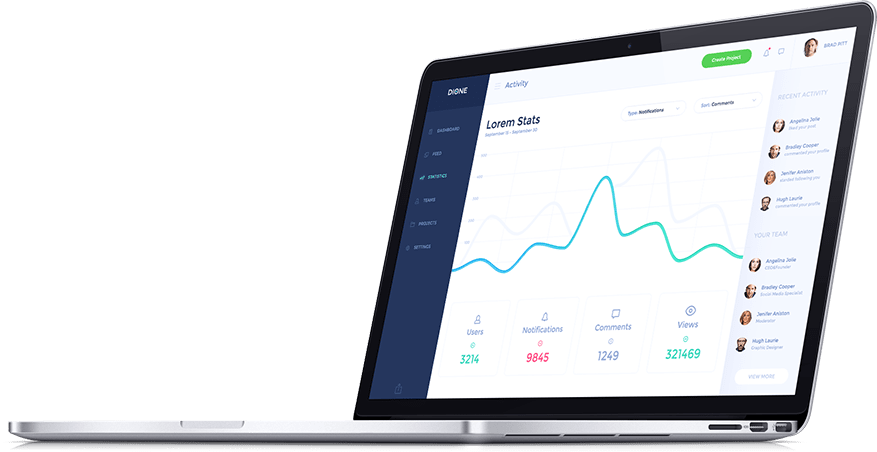 DIONE
DASHBOARD
FEED
STATISTICS
TEAMS
PROJECTS
SETTINGS
Activity
Create Project
BRAD PITT
Lorem Stats
September 15 - September 30
Type: Notifications
Sort: Comments
Users
3214
Notifications
9845
Comments
1249
Views
321469
RECENT ACTIVITY
Angelina Jolie
liked your post
Bradley Cooper
commented your profile
Jenifer Aniston
started following you
Hugh Laurie
commented your profile
YOUR TEAM
Angelina Jolie
CEO&Founder
Bradley Cooper
Social Media Specialist
Jenifer Aniston
Moderator
Hugh Laurie
Graphic Designer
VIEW MORE